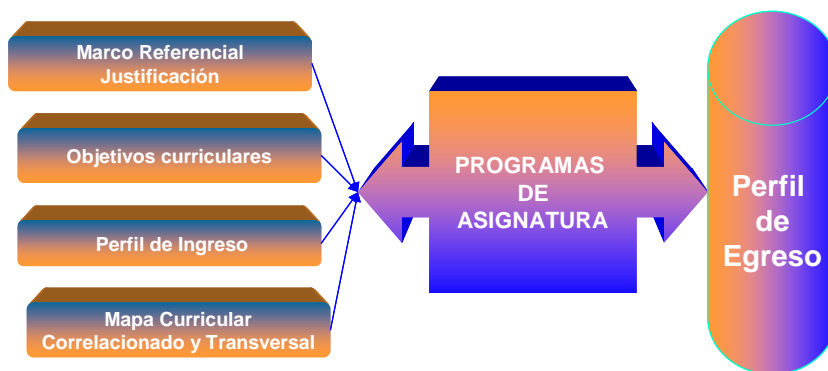 Marco Referencial
Justificación
Objetivos curriculares
Perfil de Ingreso
Mapa Curricular
Correlacionado y Transversal
PROGRAMAS
DE
ASIGNATURA
Perfil
de
Egreso